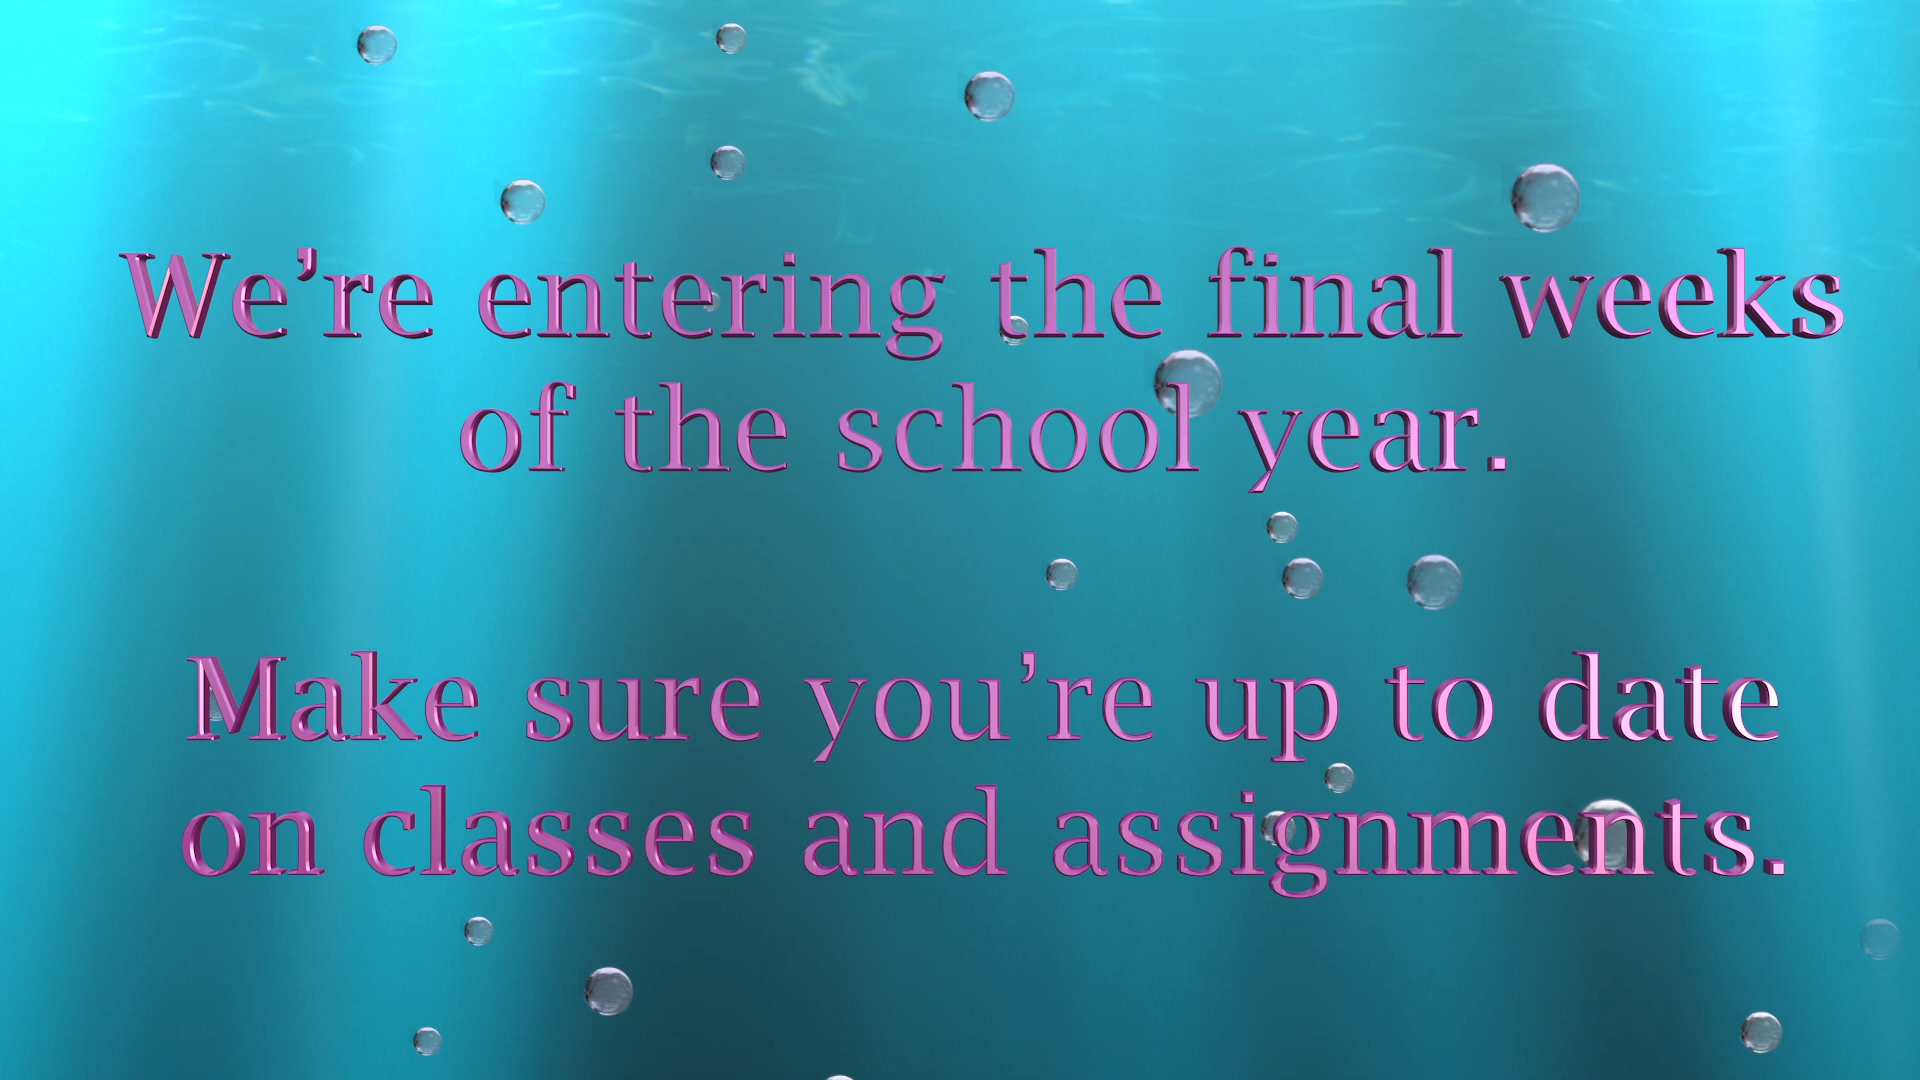 We’re entering the final weeks
of the school year.
Make sure you’re up to date
on classes and assignments.